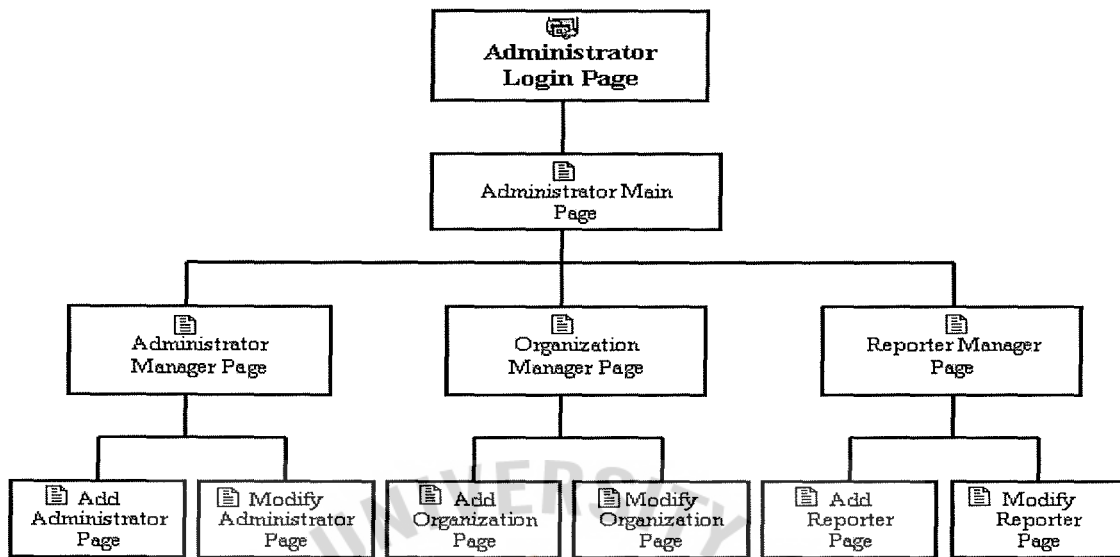 Administrator
Login Page
Administrator Main
Page
Administrator
Manager Page
Organization
Manager Page
Reporter Manager
Page
Add
Administrator
Page
Modify
Administrator
Page
Add
Organization
Page
Modify
Organization
Page
Add
Reporter
Page
Modify
Reporter
Page
UNIVERSITY